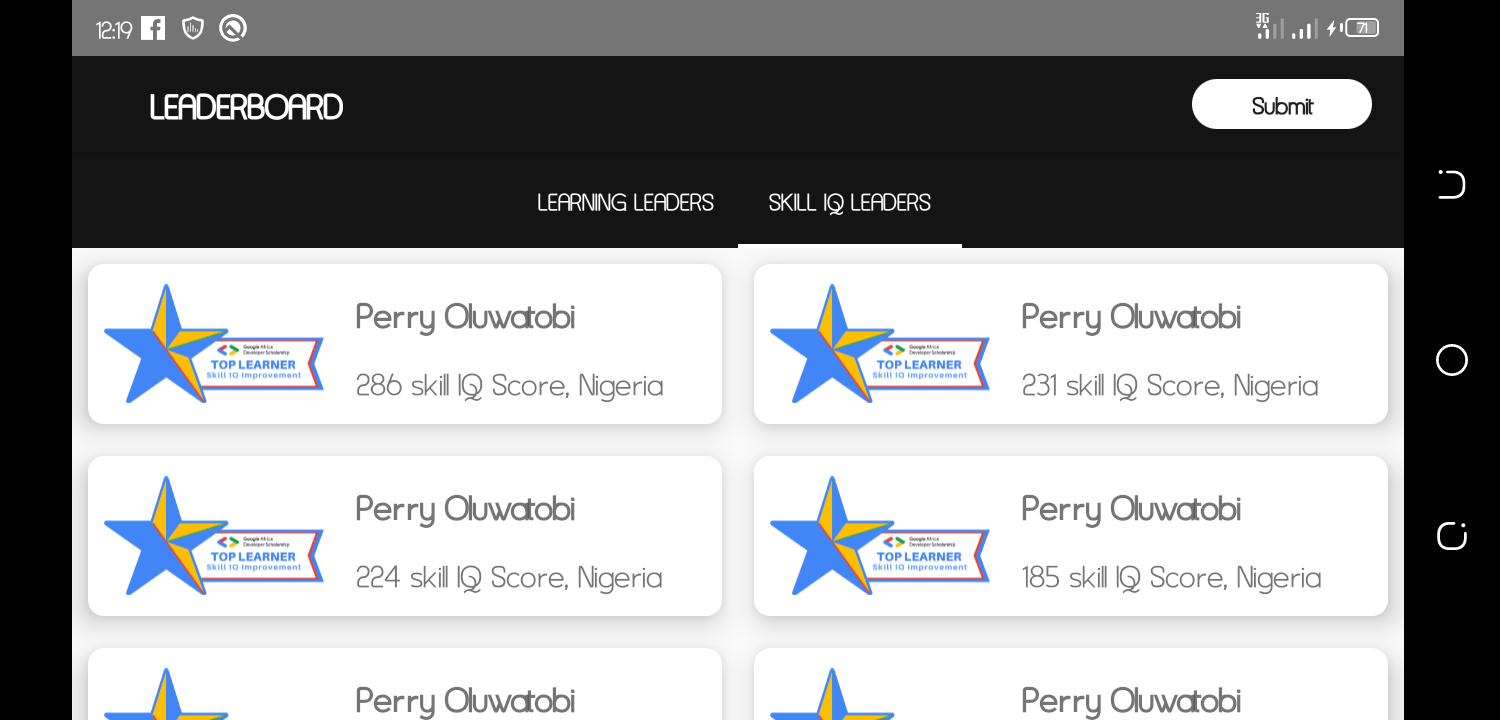 12:19
3G
71
LEADERBOARD
Submit
LEARNING LEADERS
SKILL IQ LEADERS
Google Africa
Developer Scholarship
TOP LEARNER
Skill IQ Improvement
Perry Oluwatobi
286 skill IQ Score, Nigeria
Google Africa
Developer Scholarship
TOP LEARNER
Skill IQ Improvement
Perry Oluwatobi
231 skill IQ Score, Nigeria
Google Africa
Developer Scholarship
TOP LEARNER
Skill IQ Improvement
Perry Oluwatobi
224 skill IQ Score, Nigeria
Google Africa
Developer Scholarship
TOP LEARNER
Skill IQ Improvement
Perry Oluwatobi
185 skill IQ Score, Nigeria
Perry Oluwatobi
Perry Oluwatobi